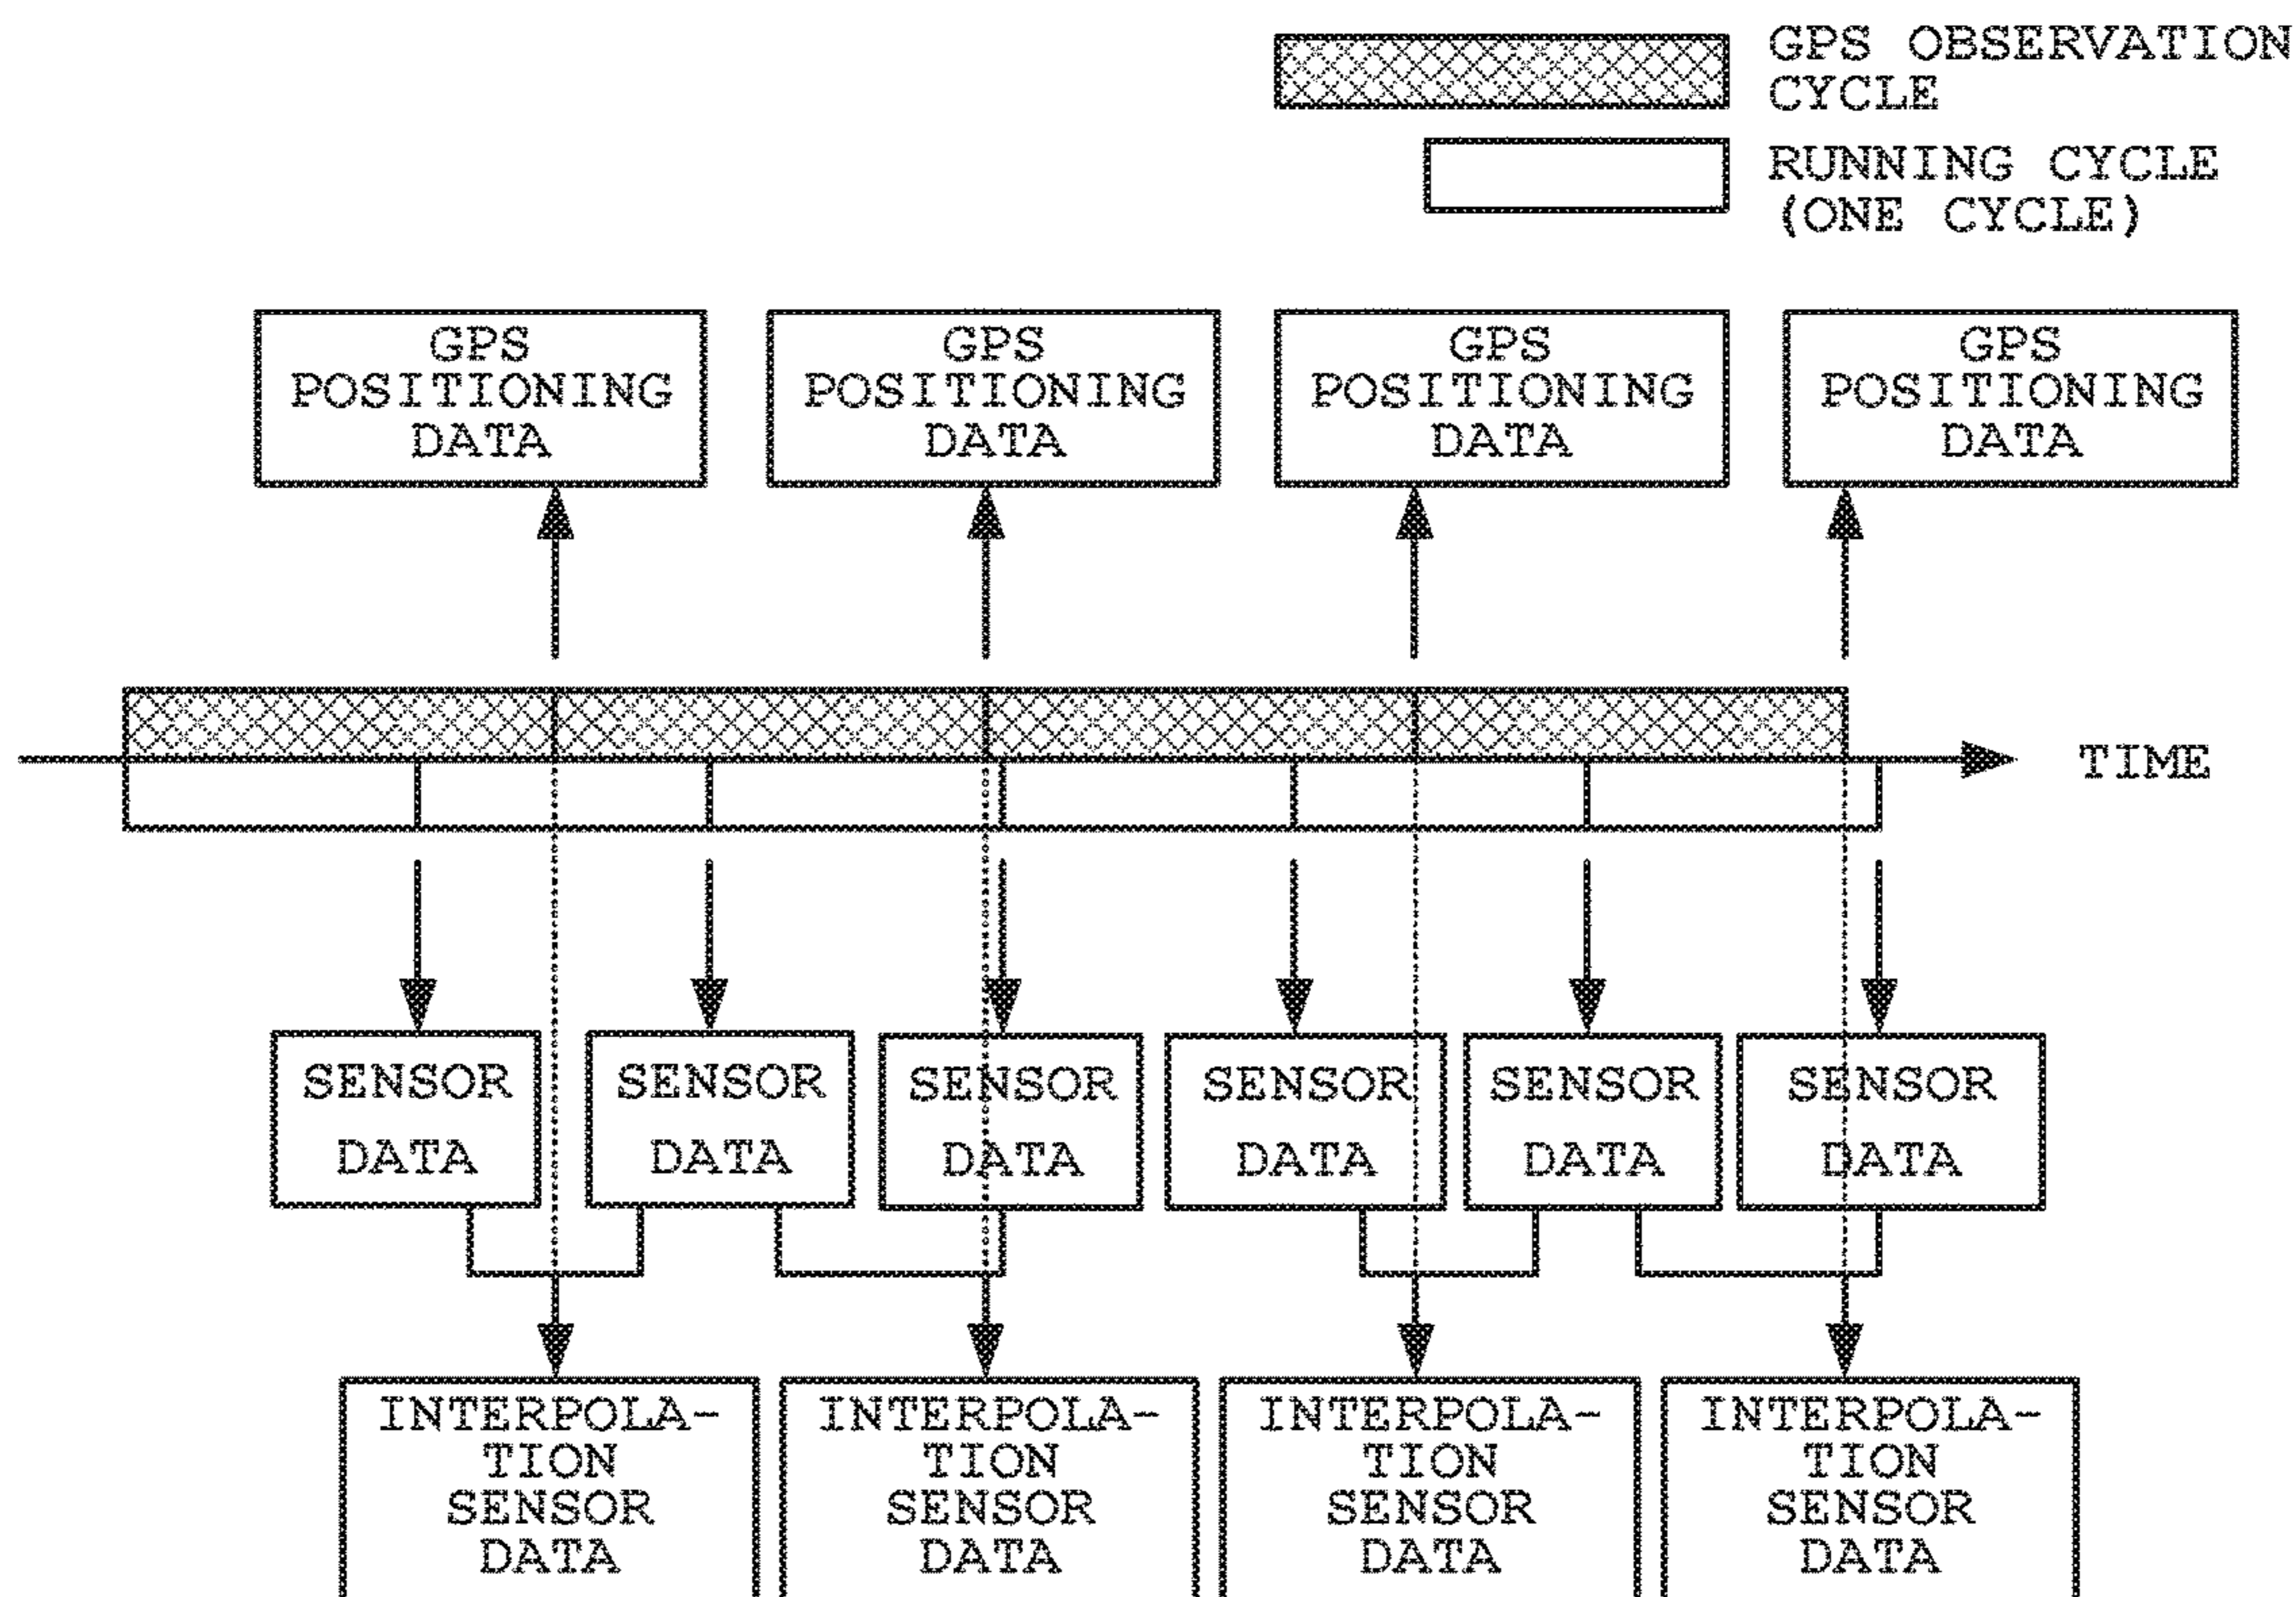 GPS OBSERVATION
CYCLE
RUNNING CYCLE
(ONE CYCLE)
GPS
POSITIONING
DATA
GPS
POSITIONING
DATA
GPS
POSITIONING
DATA
GPS
POSITIONING
DATA
TIME
SENSOR
DATA
SENSOR
DATA
SENSOR
DATA
SENSOR
DATA
SENSOR
DATA
SENSOR
DATA
INTERPOLA-
TION
SENSOR
DATA
INTERPOLA-
TION
SENSOR
DATA
INTERPOLA-
TION
SENSOR
DATA
INTERPOLA-
TION
SENSOR
DATA